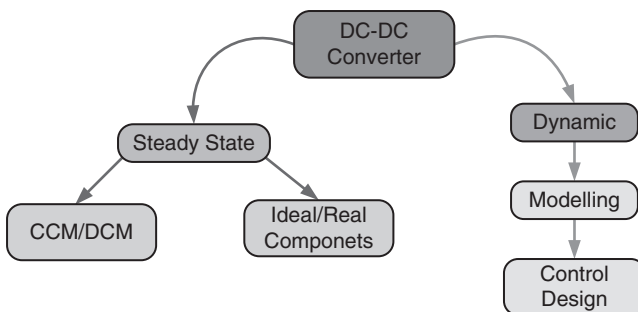 DC-DC
Converter
Steady State
Dynamic
CCM/DCM
Ideal/Real
Componets
Modelling
Control
Design